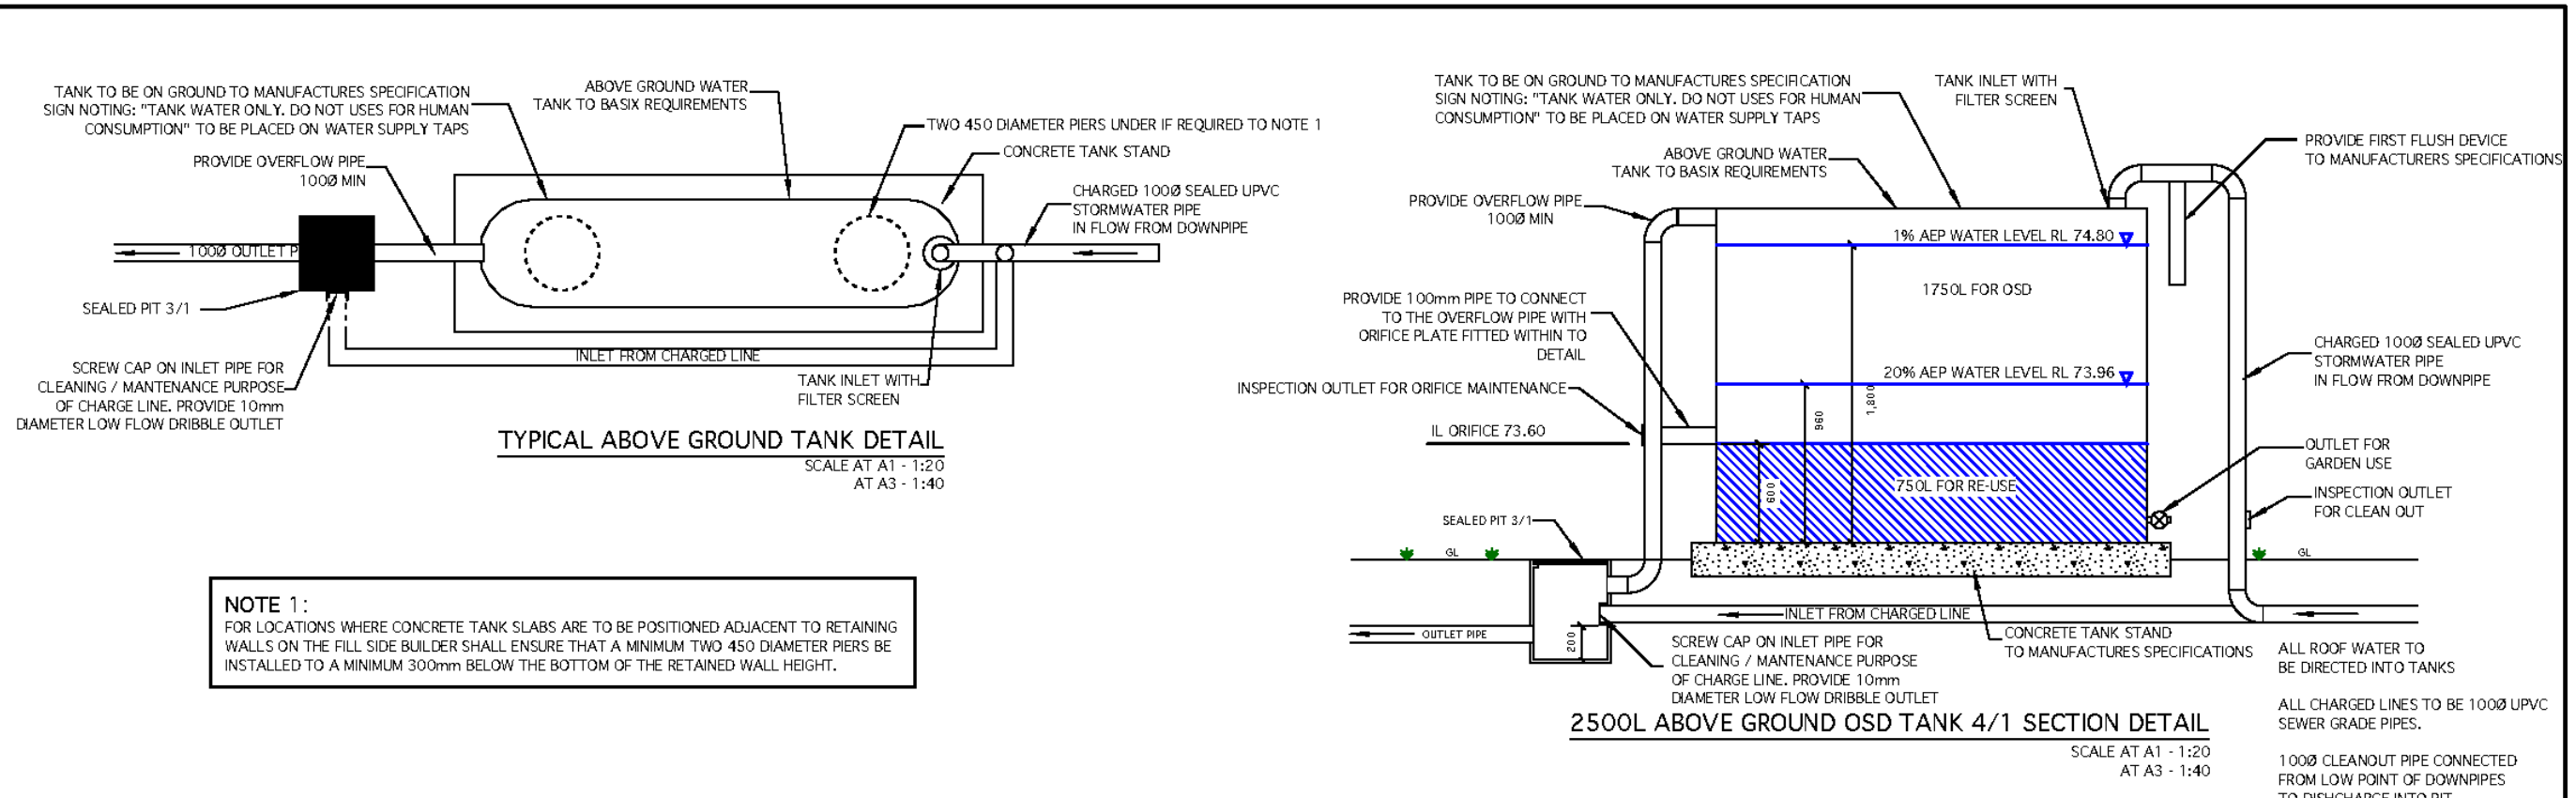 TANK TO BE ON GROUND TO MANUFACTURES SPECIFICATION
SIGN NOTING: "TANK WATER ONLY. DO NOT USES FOR HUMAN
CONSUMPTION" TO BE PLACED ON WATER SUPPLY TAPS
ABOVE GROUND WATER
TANK TO BASIX REQUIREMENTS
TWO 450 DIAMETER PIERS UNDER IF REQUIRED TO NOTE 1
CONCRETE TANK STAND
PROVIDE OVERFLOW PIPE
100Ø MIN
CHARGED 100Ø SEALED UPVC
STORMWATER PIPE
IN FLOW FROM DOWNPIPE
100Ø OUTLET P
SEALED PIT 3/1
INLET FROM CHARGED LINE
SCREW CAP ON INLET PIPE FOR
CLEANING / MANTENANCE PURPOSE
OF CHARGE LINE. PROVIDE 10mm
DIAMETER LOW FLOW DRIBBLE OUTLET
TANK INLET WITH
FILTER SCREEN
TYPICAL ABOVE GROUND TANK DETAIL
SCALE AT A1 - 1:20
AT A3 - 1:40
NOTE 1:
FOR LOCATIONS WHERE CONCRETE TANK SLABS ARE TO BE POSITIONED ADJACENT TO RETAINING
WALLS ON THE FILL SIDE BUILDER SHALL ENSURE THAT A MINIMUM TWO 450 DIAMETER PIERS BE
INSTALLED TO A MINIMUM 300mm BELOW THE BOTTOM OF THE RETAINED WALL HEIGHT.
TANK TO BE ON GROUND TO MANUFACTURES SPECIFICATION
SIGN NOTING: "TANK WATER ONLY. DO NOT USES FOR HUMAN
CONSUMPTION" TO BE PLACED ON WATER SUPPLY TAPS
TANK INLET WITH
FILTER SCREEN
PROVIDE FIRST FLUSH DEVICE
TO MANUFACTURERS SPECIFICATIONS
ABOVE GROUND WATER
TANK TO BASIX REQUIREMENTS
PROVIDE OVERFLOW PIPE
100Ø MIN
1% AEP WATER LEVEL RL 74.80
1750L FOR OSD
PROVIDE 100mm PIPE TO CONNECT
TO THE OVERFLOW PIPE WITH
ORIFICE PLATE FITTED WITHIN TO
DETAIL
CHARGED 100Ø SEALED UPVC
STORMWATER PIPE
IN FLOW FROM DOWNPIPE
20% AEP WATER LEVEL RL 73.96
INSPECTION OUTLET FOR ORIFICE MAINTENANCE
1,800
960
IL ORIFICE 73.60
OUTLET FOR
GARDEN USE
750L FOR RE-USE
600
INSPECTION OUTLET
FOR CLEAN OUT
SEALED PIT 3/1
GL
GL
INLET FROM CHARGED LINE
OUTLET PIPE
200
SCREW CAP ON INLET PIPE FOR
CLEANING / MANTENANCE PURPOSE
OF CHARGE LINE. PROVIDE 10mm
DIAMETER LOW FLOW DRIBBLE OUTLET
CONCRETE TANK STAND
TO MANUFACTURES SPECIFICATIONS
2500L ABOVE GROUND OSD TANK 4/1 SECTION DETAIL
SCALE AT A1 - 1:20
AT A3 - 1:40
ALL ROOF WATER TO
BE DIRECTED INTO TANKS
ALL CHARGED LINES TO BE 100Ø UPVC
SEWER GRADE PIPES.
100Ø CLEANOUT PIPE CONNECTED
FROM LOW POINT OF DOWNPIPES
TO DISHCHARGE INTO PIT